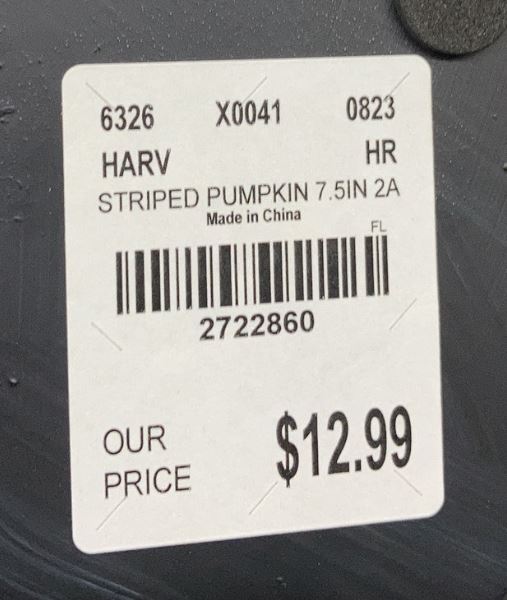 6326 X0041 0823
HARV HR
STRIPED PUMPKIN 7.5IN 2A
Made in China
FL
2722860
OUR PRICE $12.99